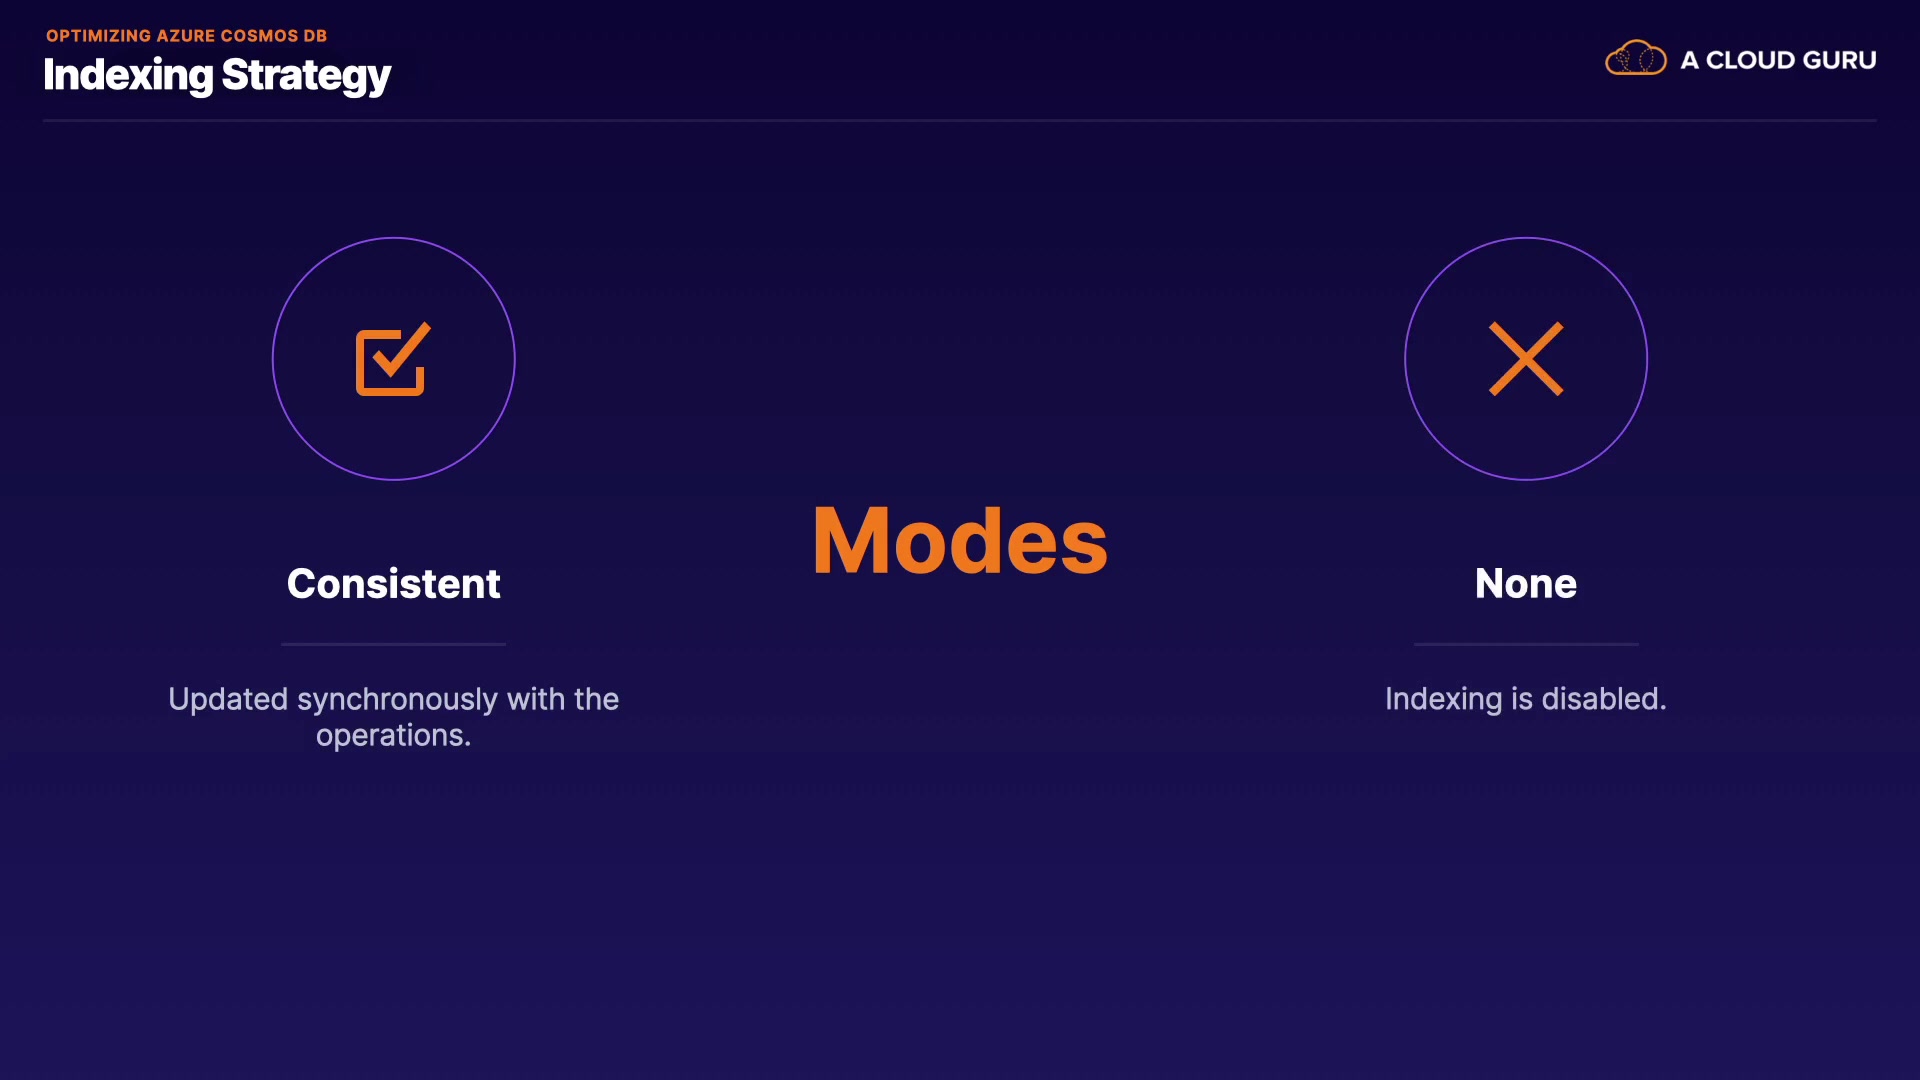 OPTIMIZING AZURE COSMOS DB
Indexing Strategy
A CLOUD GURU
Modes
Consistent
Updated synchronously with the
operations.
None
Indexing is disabled.